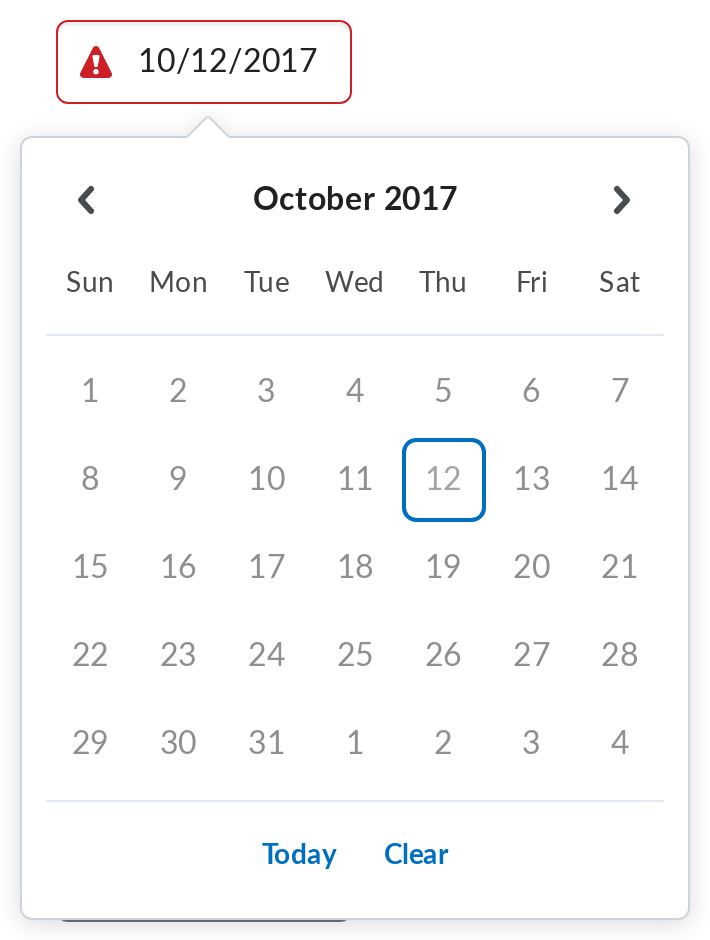 10/12/2017
October 2017
Sun Mon Tue Wed Thu Fri Sat
1 2 3 4 5 6 7
8 9 10 11 12 13 14
15 16 17 18 19 20 21
22 23 24 25 26 27 28
29 30 31 1 2 3 4
Today Clear